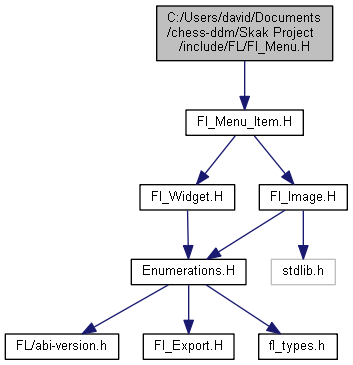 C:/Users/david/Documents
/chess-ddm/Skak Project
/include/FL/Fl_Menu.H
Fl_Menu_Item.H
Fl_Widget.H
Fl_Image.H
Enumerations.H
stdlib.h
FL/abi-version.h
Fl_Export.H
fl_types.h